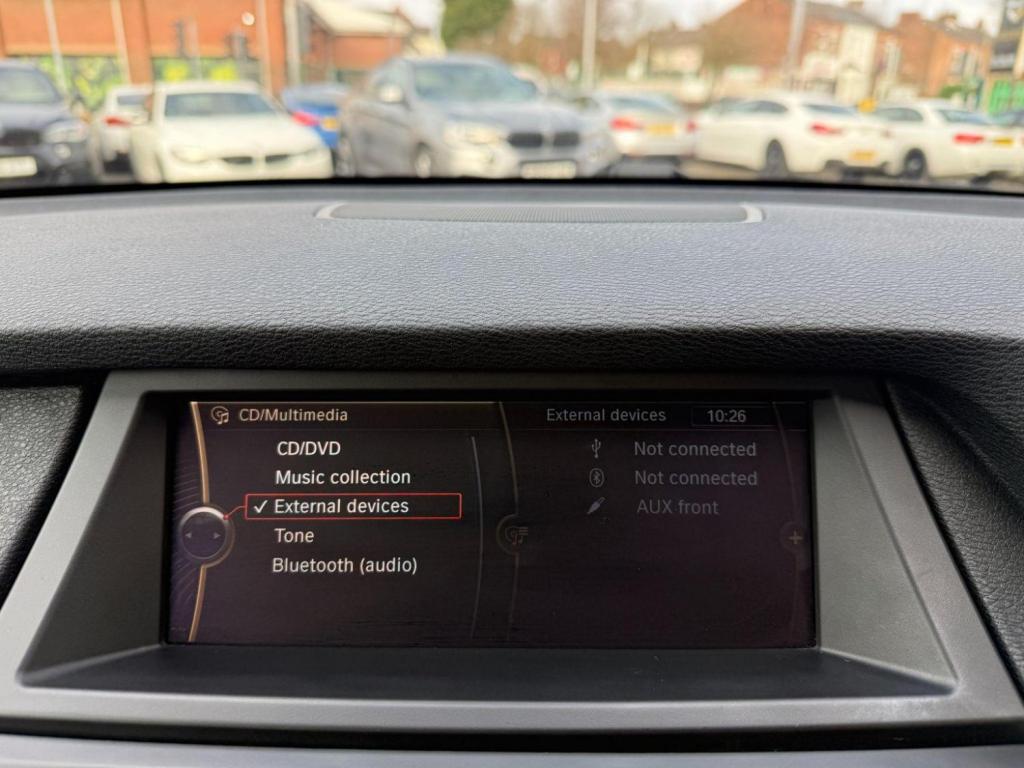 CD/Multimedia
External devices 10:26
CD/DVD
Not connected
Music collection
Not connected
✓ External devices
AUX front
Tone
Bluetooth (audio)